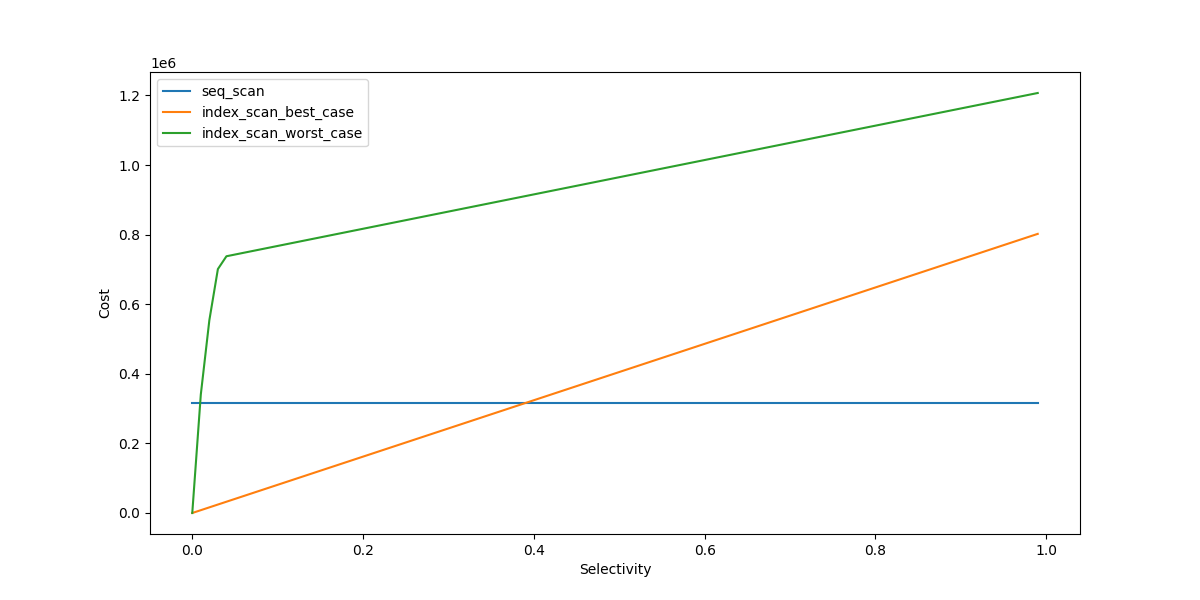 1e6
seq_scan
index_scan_best_case
index_scan_worst_case
1.2
1.0
0.8
0.6
0.4
0.2
0.0
Cost
0.0 0.2 0.4 0.6 0.8 1.0
Selectivity